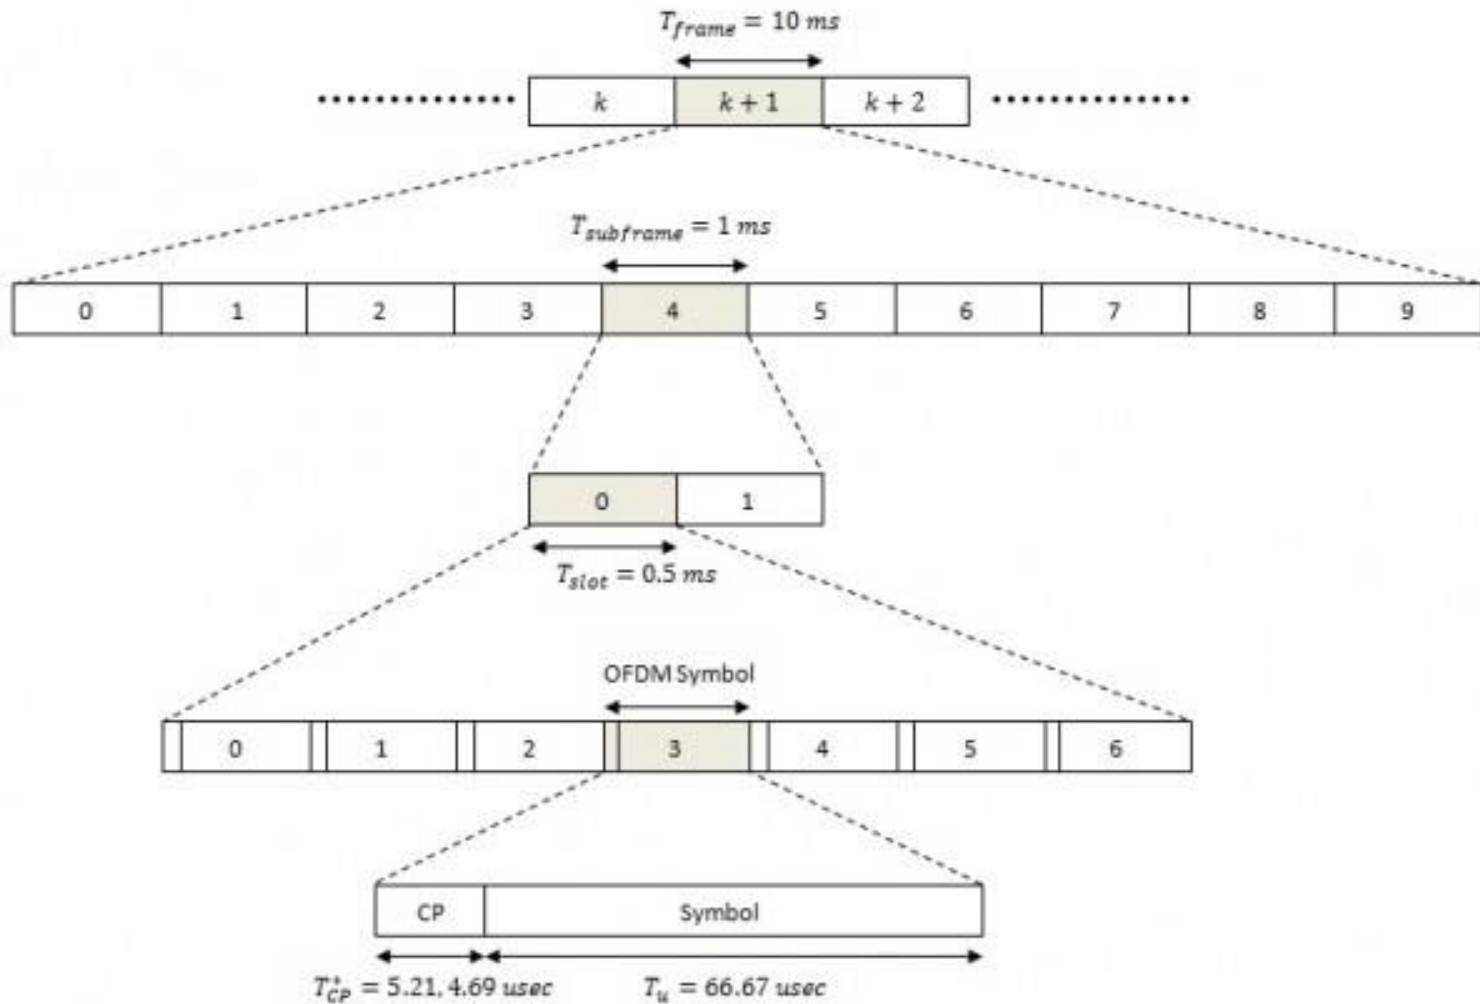 T_frame = 10 ms
k k + 1 k + 2
T_subframe = 1 ms
0 1 2 3 4 5 6 7 8 9
0 1
T_slot = 0.5 ms
OFDM Symbol
0 1 2 3 4 5 6
CP Symbol
T_CP^+ = 5.21, 4.69 usec T_u = 66.67 usec